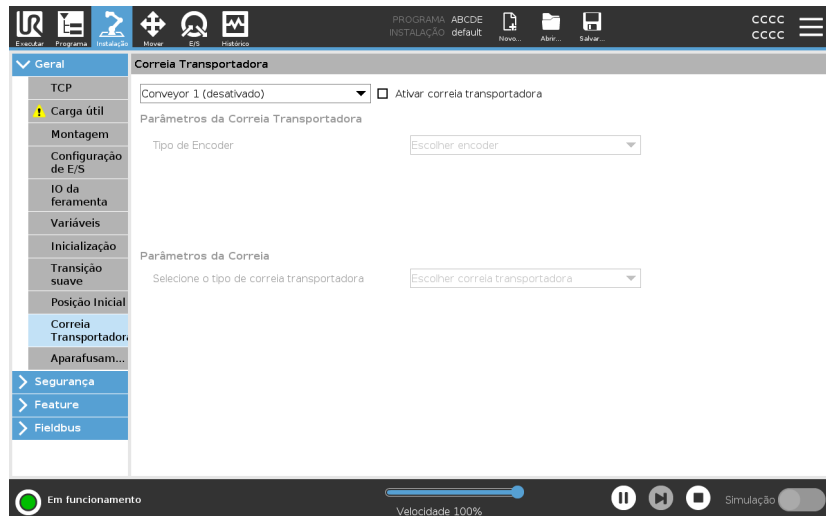 PROGRAMA ABCDE
INSTALAÇÃO default
CCCC
CCCC
Executar Programa Instalação Mover E/S Histórico Novo... Abrir... Salvar...
Geral
Correia Transportadora
TCP
Carga útil
Montagem
Configuração
de E/S
IO da
ferramenta
Variáveis
Inicialização
Transição
suave
Posição Inicial
Correia
Transportadora
Aparafusam...
Segurança
Feature
Fieldbus
Conveyor 1 (desativado) Ativar correia transportadora
Parâmetros da Correia Transportadora
Tipo de Encoder Escolher encoder
Parâmetros da Correia
Selecione o tipo de correia transportadora Escolher correia transportadora
Em funcionamento
Velocidade 100%
Simulação